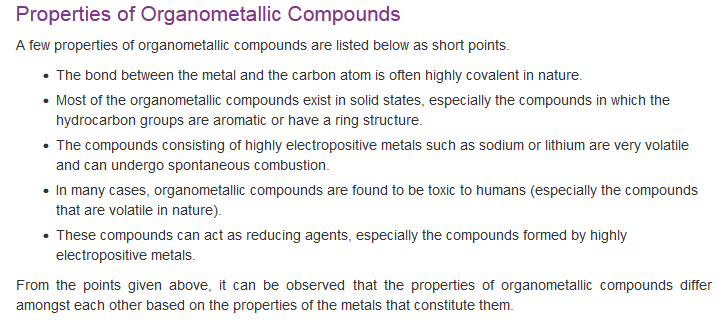 Properties of Organometallic Compounds
A few properties of organometallic compounds are listed below as short points.
• The bond between the metal and the carbon atom is often highly covalent in nature.
• Most of the organometallic compounds exist in solid states, especially the compounds in which the
hydrocarbon groups are aromatic or have a ring structure.
• The compounds consisting of highly electropositive metals such as sodium or lithium are very volatile
and can undergo spontaneous combustion.
• In many cases, organometallic compounds are found to be toxic to humans (especially the compounds
that are volatile in nature).
• These compounds can act as reducing agents, especially the compounds formed by highly
electropositive metals.
From the points given above, it can be observed that the properties of organometallic compounds differ
amongst each other based on the properties of the metals that constitute them.